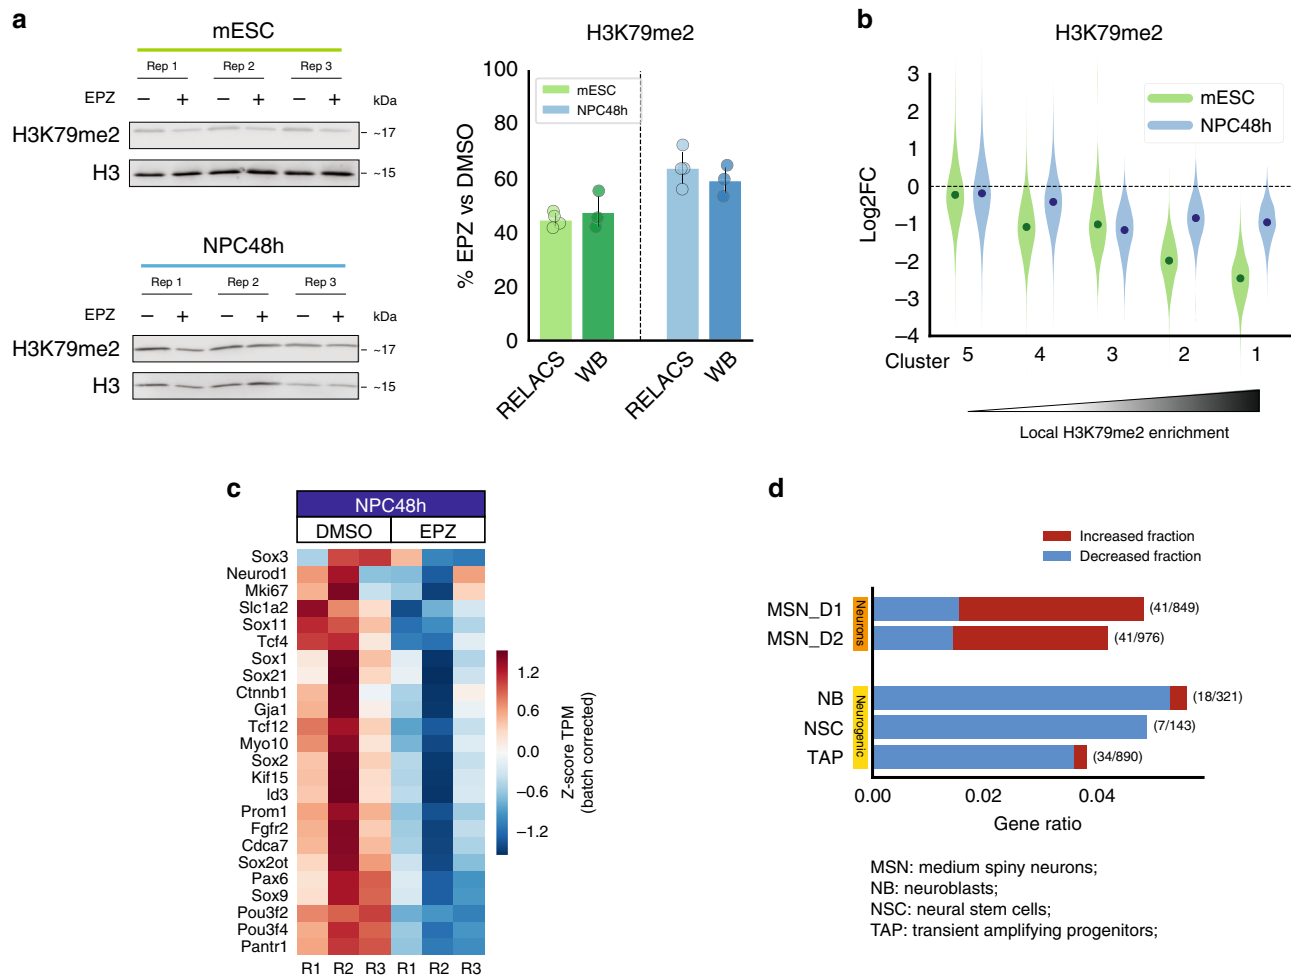 a
mESC
Rep 1 Rep 2 Rep 3
EPZ − + − + − + kDa
H3K79me2 ~17
H3 ~15
NPC48h
Rep 1 Rep 2 Rep 3
EPZ − + − + − + kDa
H3K79me2 ~17
H3 ~15
H3K79me2
mESC
NPC48h
% EPZ vs DMSO
100
80
60
40
20
0
RELACS WB RELACS WB
b
H3K79me2
mESC
NPC48h
Log2FC
3
2
1
0
−1
−2
−3
−4
Cluster 5 4 3 2 1
Local H3K79me2 enrichment
c
NPC48h
DMSO EPZ
Sox3
Neurod1
Mki67
Slc1a2
Sox11
Tcf4
Sox1
Sox21
Ctnnb1
Gja1
Tcf12
Myo10
Sox2
Kif15
Id3
Prom1
Fgfr2
Cdca7
Sox2ot
Pax6
Sox9
Pou3f2
Pou3f4
Pantr1
R1 R2 R3 R1 R2 R3
1.2
0.6
0.0
−0.6
−1.2
Z-score TPM
(batch corrected)
d
Increased fraction
Decreased fraction
Neurons
MSN_D1 (41/849)
MSN_D2 (41/976)
Neurogenic
NB (18/321)
NSC (7/143)
TAP (34/890)
0.00 0.02 0.04
Gene ratio
MSN: medium spiny neurons;
NB: neuroblasts;
NSC: neural stem cells;
TAP: transient amplifying progenitors;